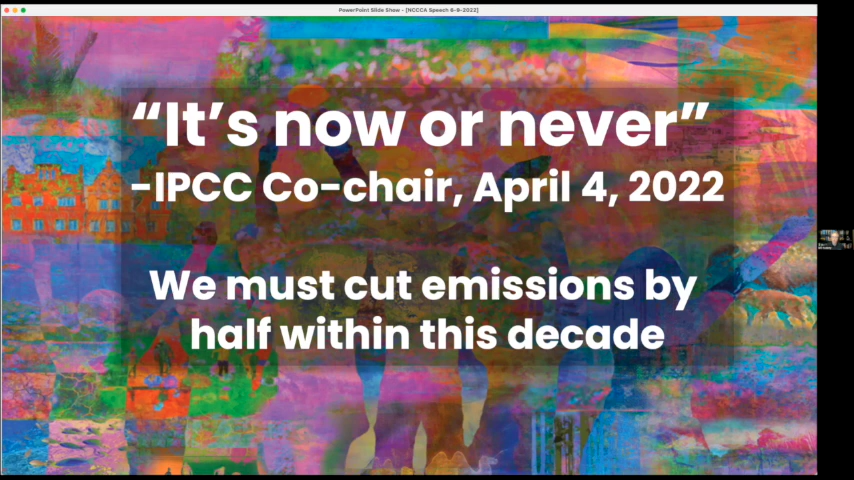 PowerPoint Slide Show - [NCCCA Speech 8-9-2022]
“It’s now or never”
-IPCC Co-chair, April 4, 2022
We must cut emissions by
half within this decade